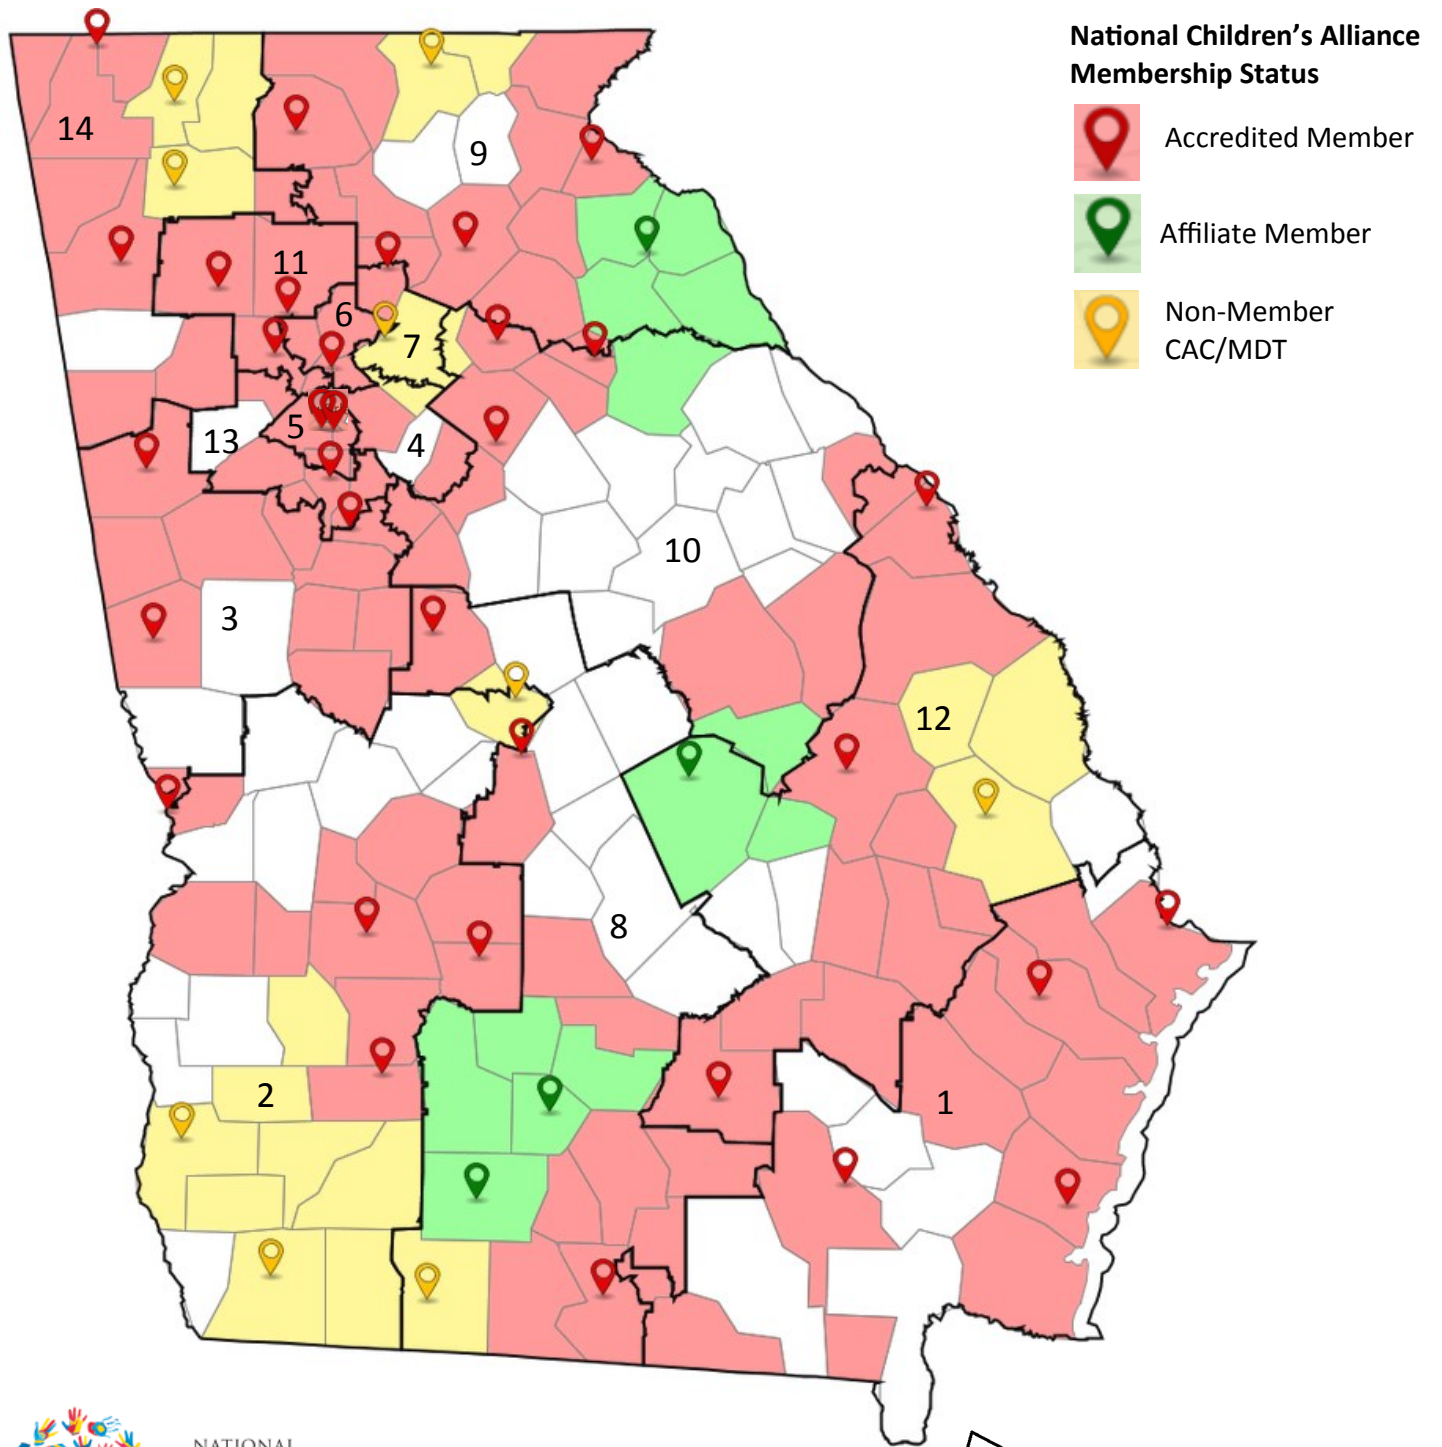 National Children’s Alliance
Membership Status
Accredited Member
Affiliate Member
Non-Member
CAC/MDT
14
9
11
6
7
5
13
4
10
3
12
8
2
1
NATIONAL